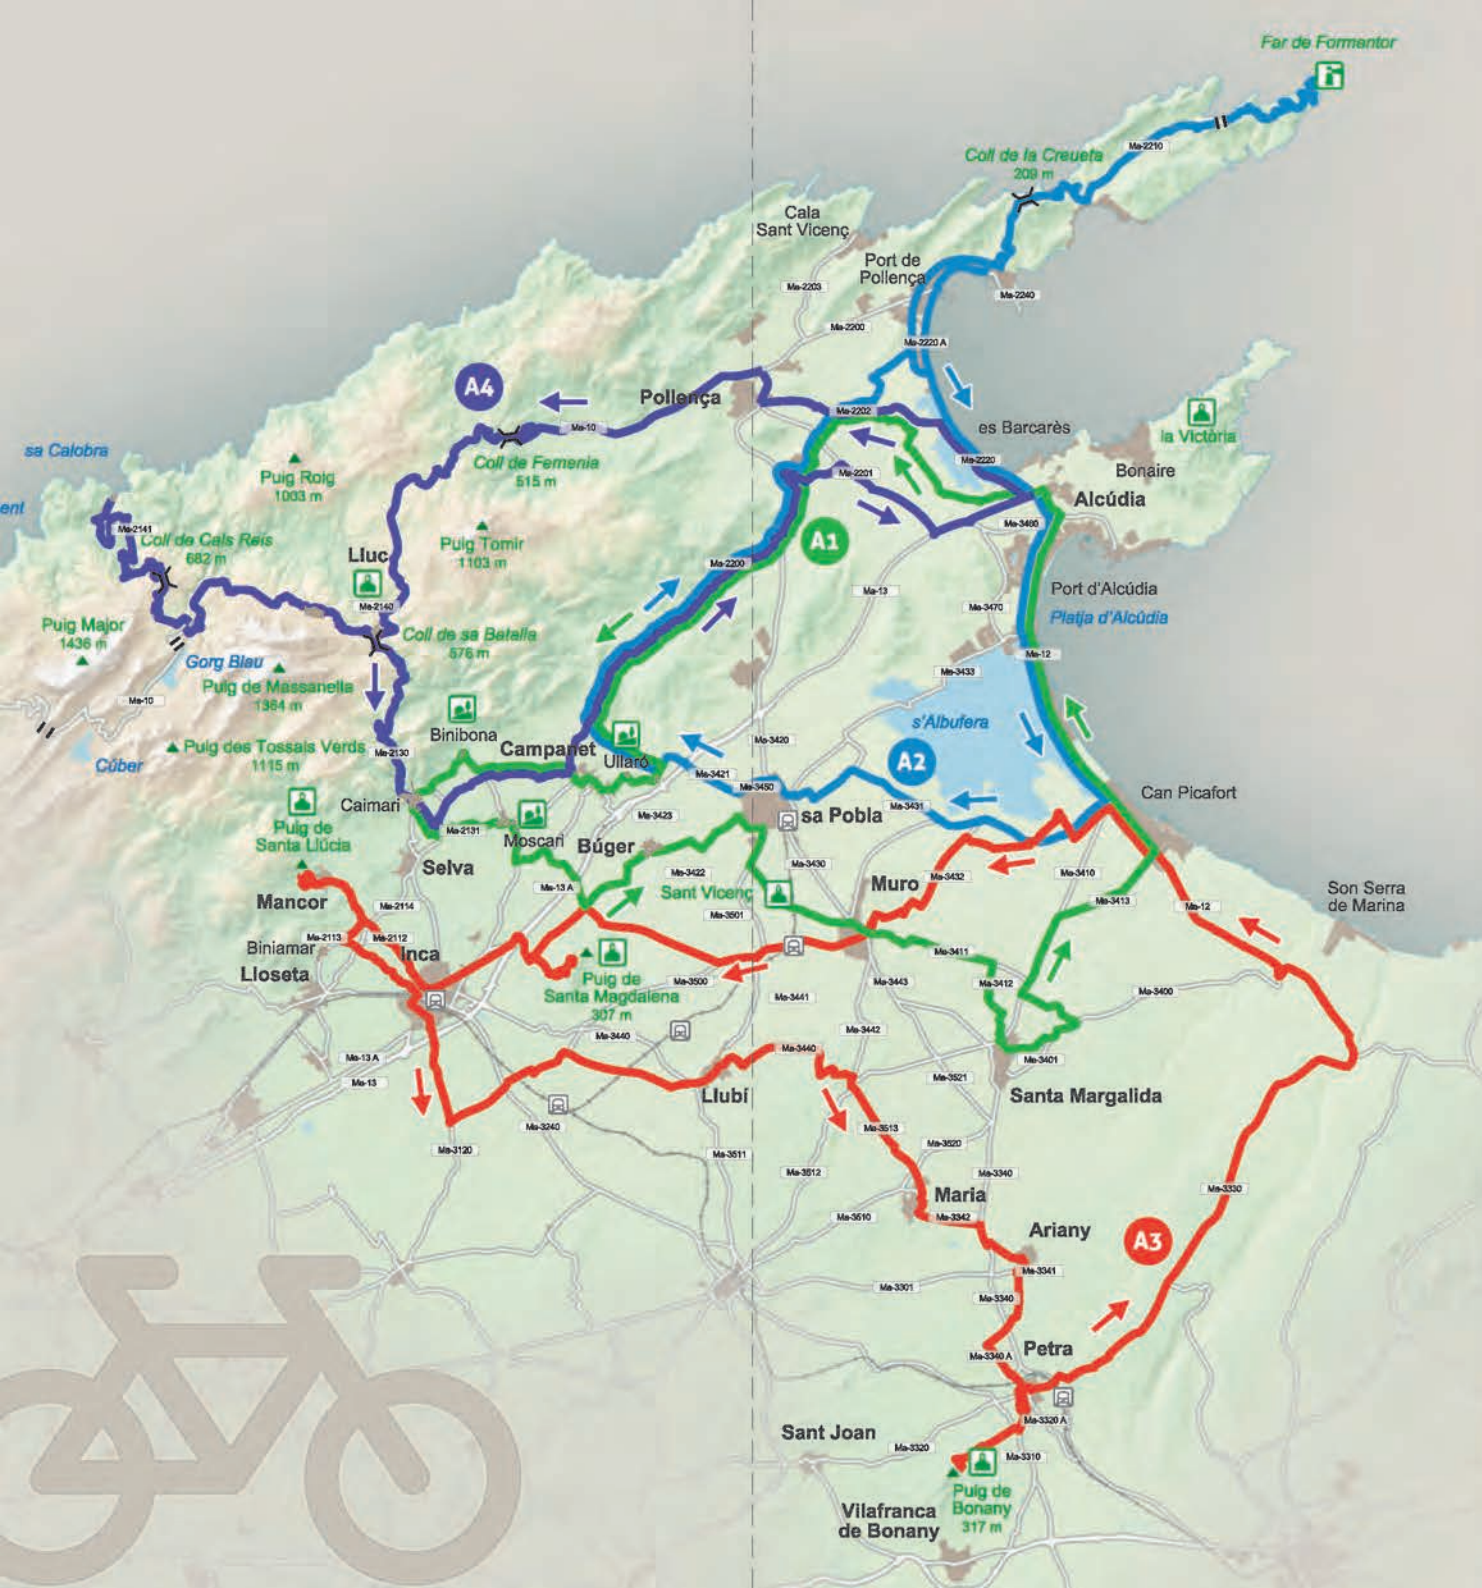 Far de Formentor
Ma-2210
Coll de la Creueta
209 m
Cala
Sant Vicenç
Port de
Pollença
Ma-2203
Ma-2240
Ma-2200
Ma-2220 A
A4
Pollença
Ma-2202
Ma-10
es Barcarès
la Victòria
sa Calobra
Coll de Femenia
515 m
Ma-2220
Bonaire
Puig Roig
1003 m
Ma-2201
Alcúdia
ent
Ma-2141
Coll de Cals Reis
682 m
Puig Tomir
1103 m
A1
Ma-3460
Lluc
Ma-2200
Port d'Alcúdia
Ma-13
Ma-2140
Ma-3470
Platja d'Alcúdia
Puig Major
1436 m
Coll de sa Batalla
576 m
Ma-12
Gorg Blau
Ma-3433
Puig de Massanella
1364 m
Ma-10
s'Albufera
Binibona
Campanet
Ma-3420
Puig des Tossals Verds
1115 m
Ma-2130
Ullaró
A2
Cúber
Ma-3421
Ma-3450
Can Picafort
Caimari
Ma-3431
Ma-3423
sa Pobla
Puig de
Santa Llúcia
Ma-2131
Moscari
Búger
Selva
Ma-3430
Ma-3422
Ma-3410
Ma-3432
Muro
Ma-13 A
Sant Vicenç
Son Serra
de Marina
Mancor
Ma-2114
Ma-3413
Ma-12
Ma-3501
Ma-2113
Ma-2112
Biniamar
Inca
Ma-3411
Lloseta
Puig de
Santa Magdalena
307 m
Ma-3500
Ma-3443
Ma-3412
Ma-3400
Ma-3441
Ma-3440
Ma-3442
Ma-3440
Ma-13 A
Ma-3401
Ma-13
Ma-3521
Llubí
Santa Margalida
Ma-3240
Ma-3513
Ma-3520
Ma-3120
Ma-3511
Ma-3512
Ma-3340
Ma-3330
Maria
Ma-3510
Ma-3342
Ariany
A3
Ma-3341
Ma-3301
Ma-3340
Petra
Ma-3340 A
Ma-3320 A
Sant Joan
Ma-3320
Ma-3310
Puig de
Bonany
317 m
Vilafranca
de Bonany